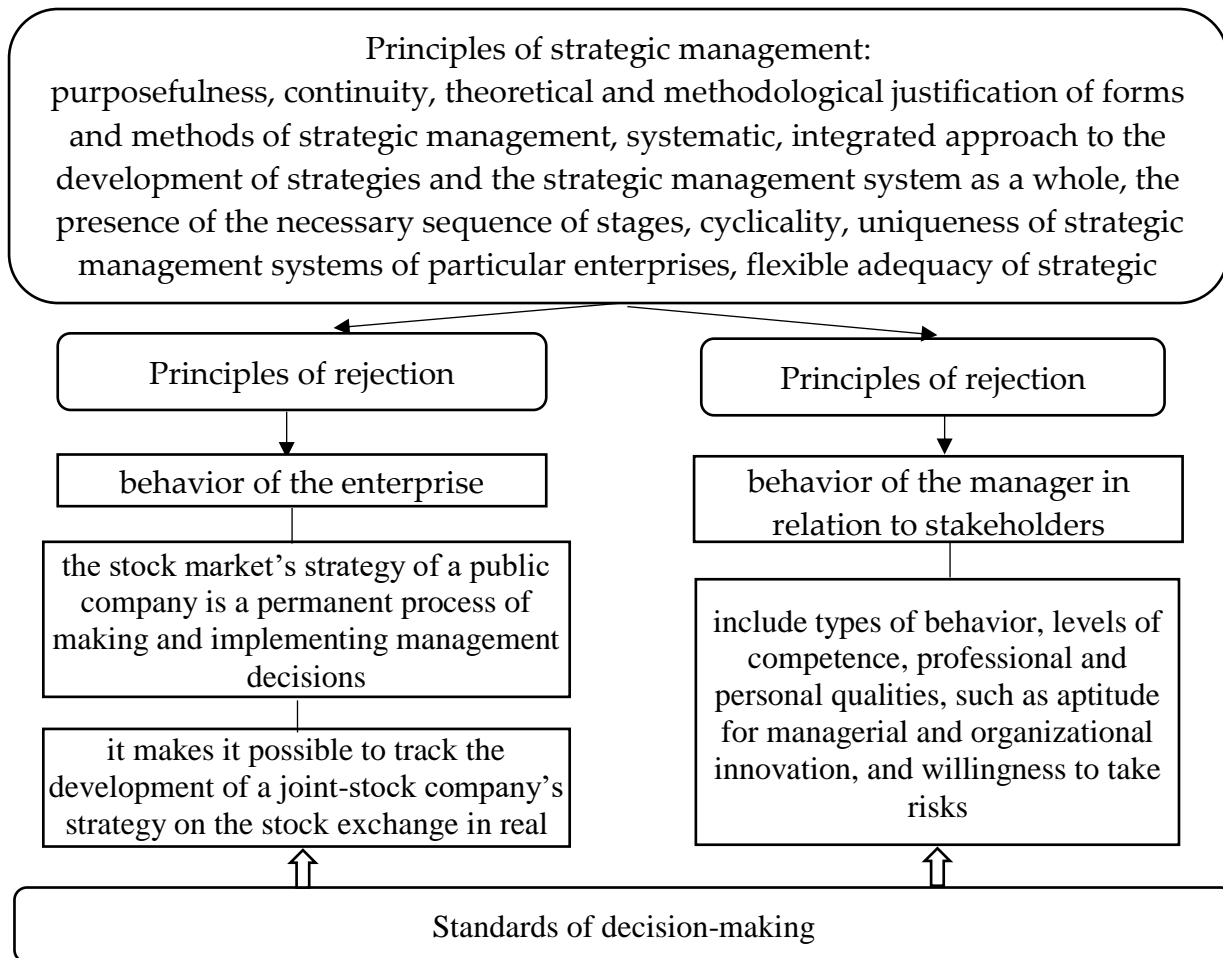 Principles of strategic management:
purposefulness, continuity, theoretical and methodological justification of forms
and methods of strategic management, systematic, integrated approach to the
development of strategies and the strategic management system as a whole, the
presence of the necessary sequence of stages, cyclicality, uniqueness of strategic
management systems of particular enterprises, flexible adequacy of strategic
Principles of rejection
behavior of the enterprise
the stock market’s strategy of a public
company is a permanent process of
making and implementing management
decisions
it makes it possible to track the
development of a joint-stock company’s
strategy on the stock exchange in real
Principles of rejection
behavior of the manager in
relation to stakeholders
include types of behavior, levels of
competence, professional and
personal qualities, such as aptitude
for managerial and organizational
innovation, and willingness to take
risks
Standards of decision-making